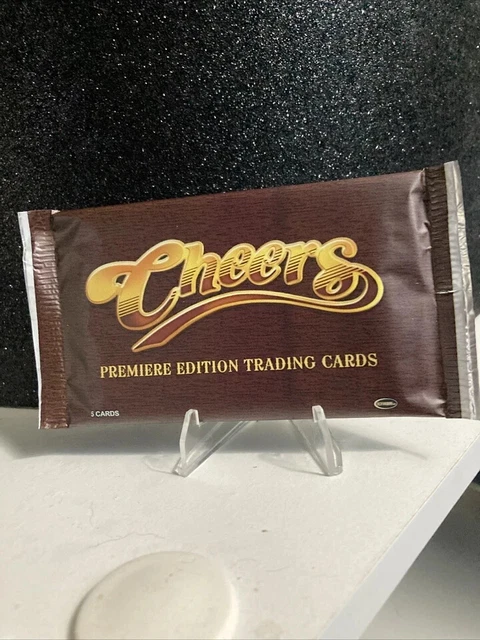 Cheers
PREMIERE EDITION TRADING CARDS
5 CARDS